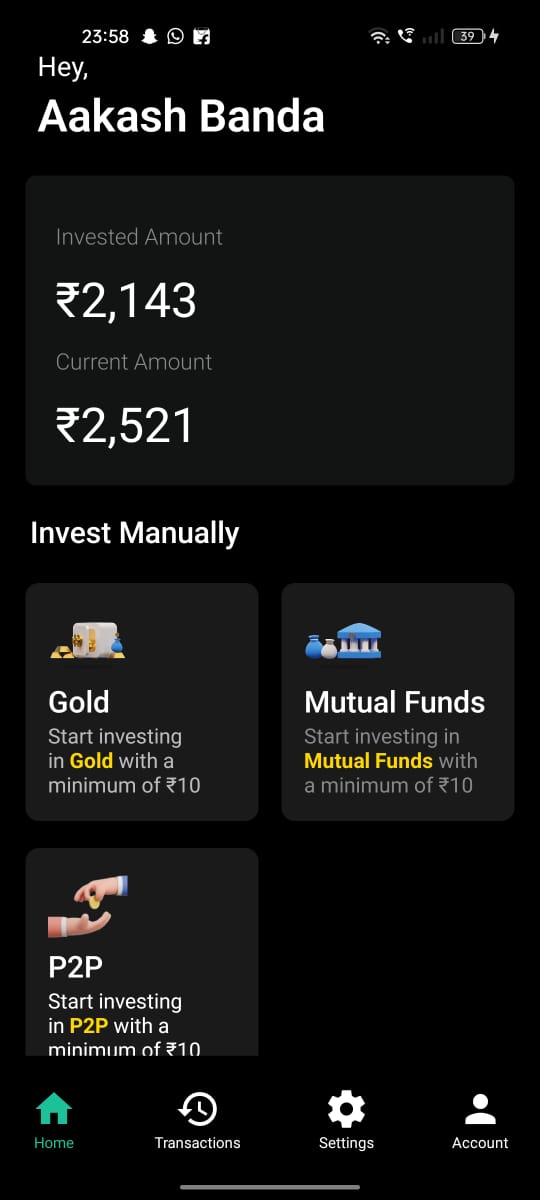 23:58
39
Hey,
Aakash Banda
Invested Amount
₹2,143
Current Amount
₹2,521
Invest Manually
Gold
Start investing
in Gold with a
minimum of ₹10
Mutual Funds
Start investing in
Mutual Funds with
a minimum of ₹10
P2P
Start investing
in P2P with a
minimum of ₹10
Home
Transactions
Settings
Account